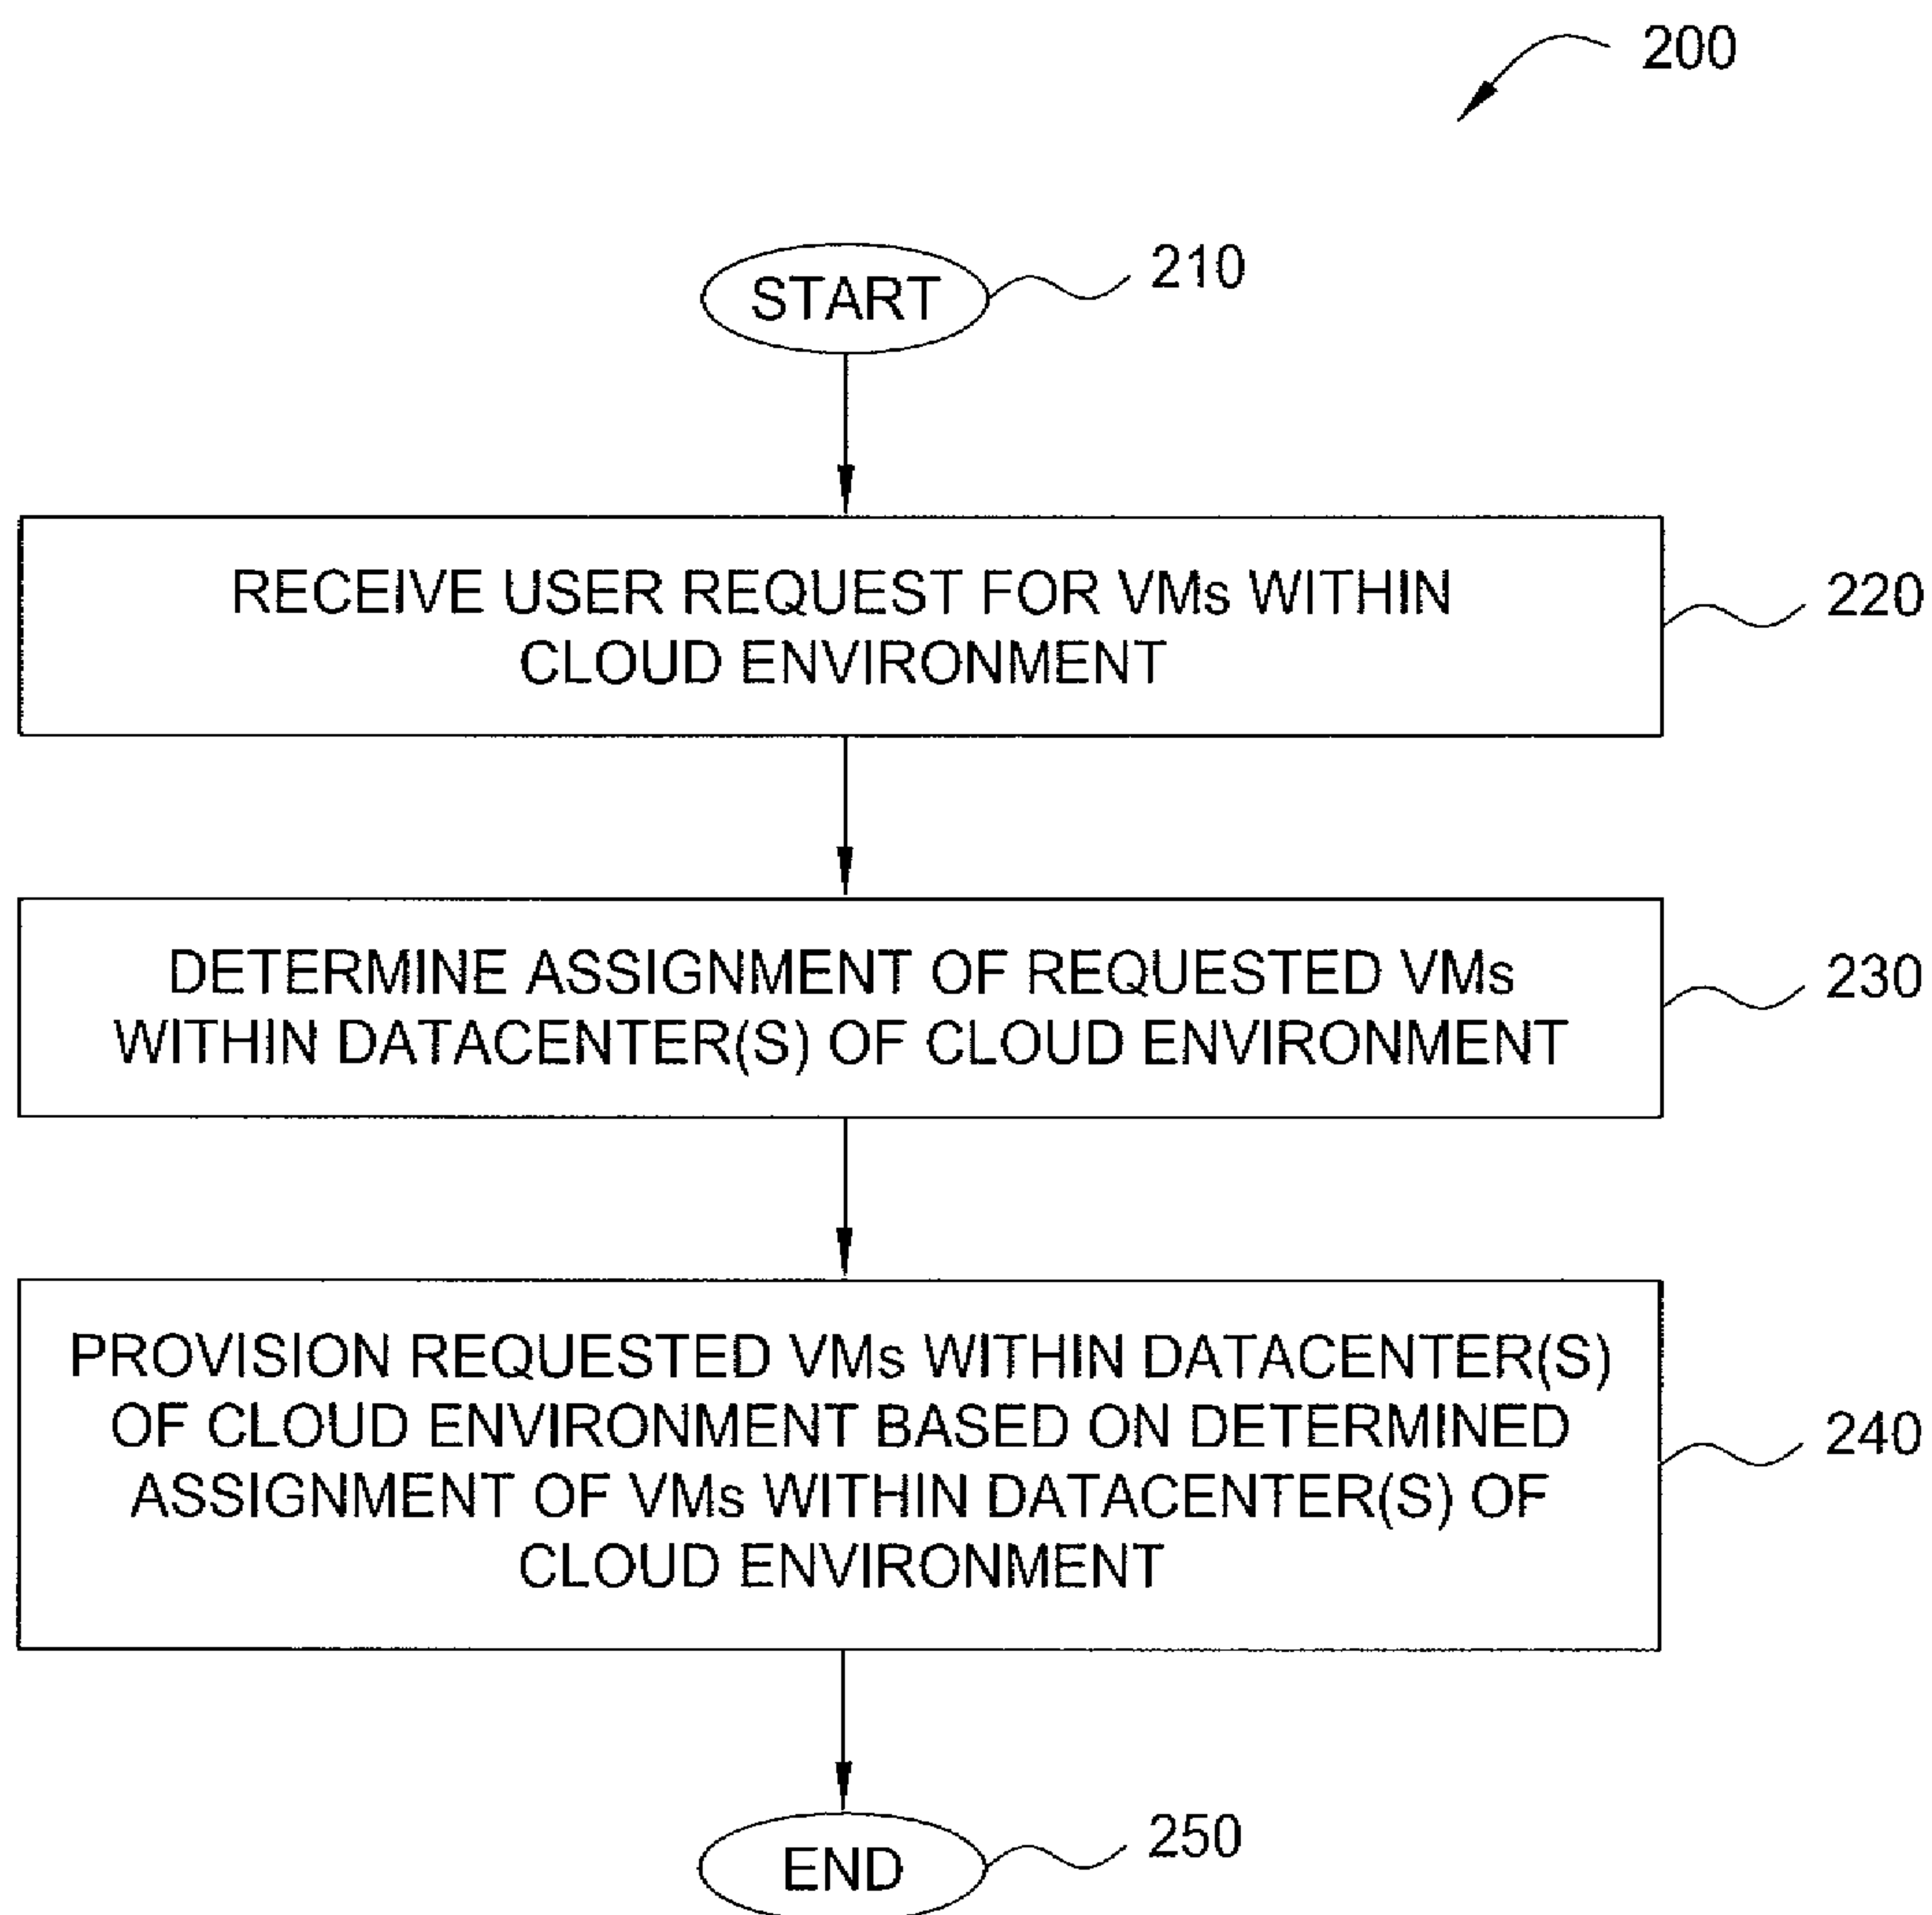 200
START
210
RECEIVE USER REQUEST FOR VMs WITHIN
CLOUD ENVIRONMENT
220
DETERMINE ASSIGNMENT OF REQUESTED VMs
WITHIN DATACENTER(S) OF CLOUD ENVIRONMENT
230
PROVISION REQUESTED VMs WITHIN DATACENTER(S)
OF CLOUD ENVIRONMENT BASED ON DETERMINED
ASSIGNMENT OF VMs WITHIN DATACENTER(S) OF
CLOUD ENVIRONMENT
240
END
250